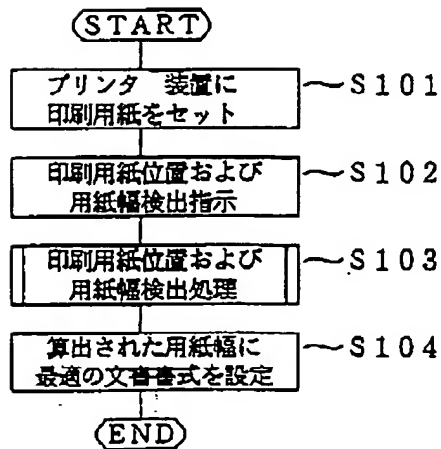 START
プリンタ 装置に
印刷用紙をセット
～S101
印刷用紙位置および
用紙幅検出指示
～S102
印刷用紙位置および
用紙幅検出処理
～S103
算出された用紙幅に
最適の文書書式を設定
～S104
END